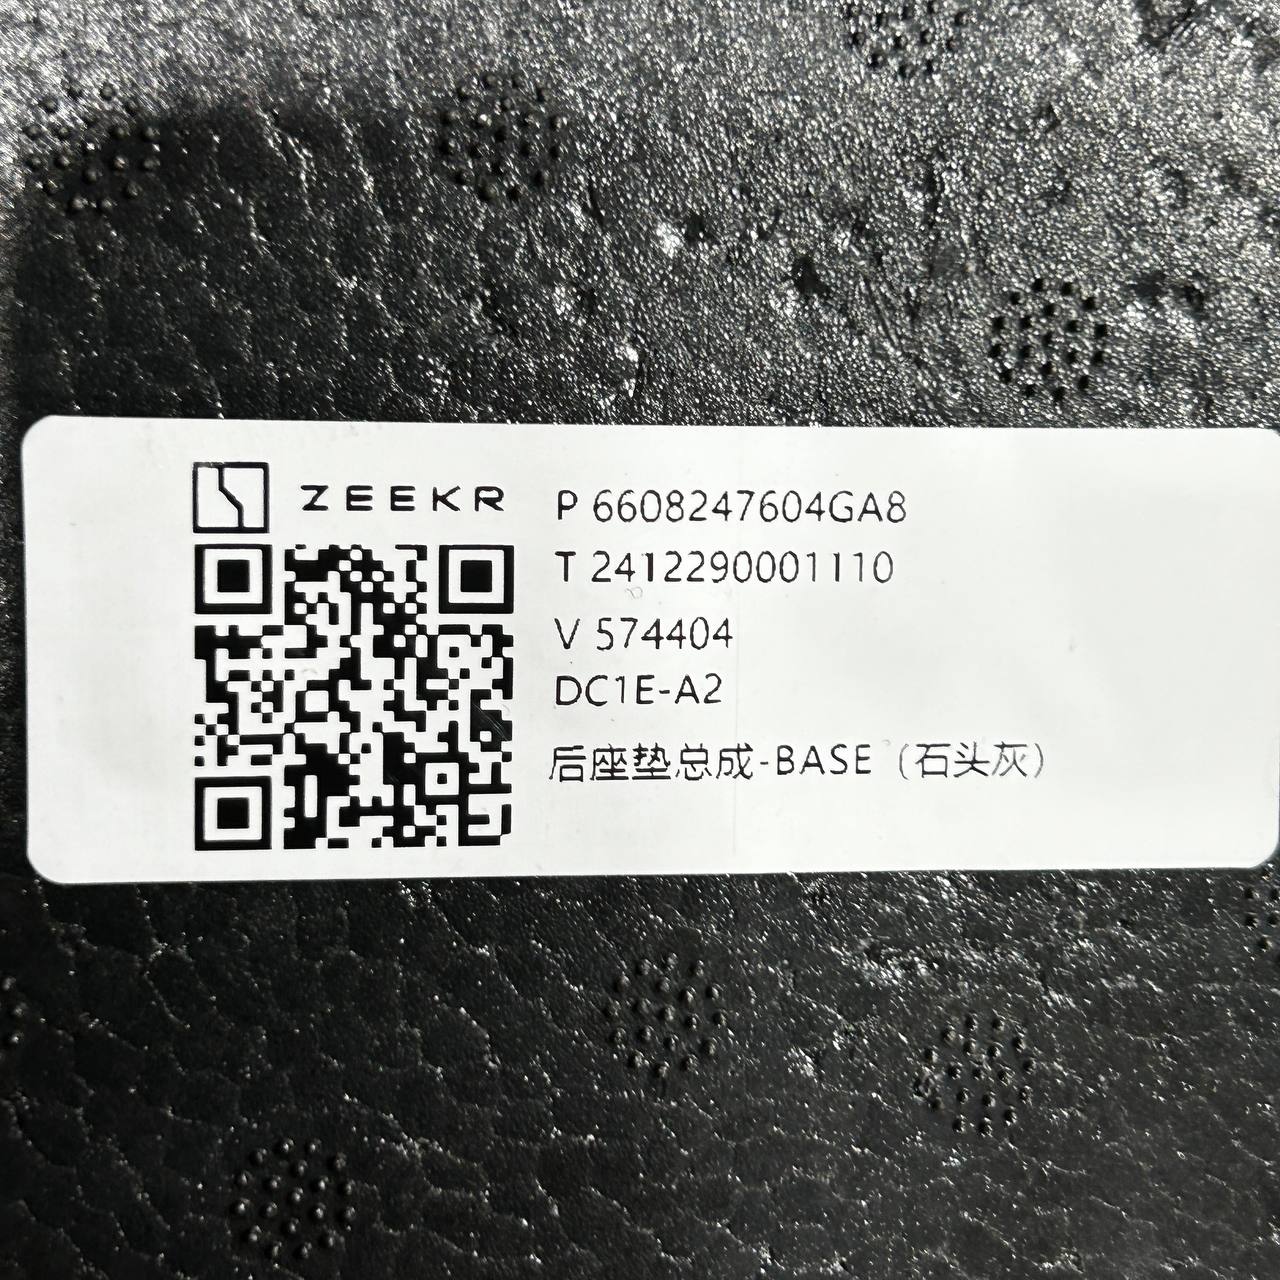 ZEEKR
P 6608247604GA8
T 2412290001110
V 574404
DC1E-A2
后座垫总成-BASE（石头灰）